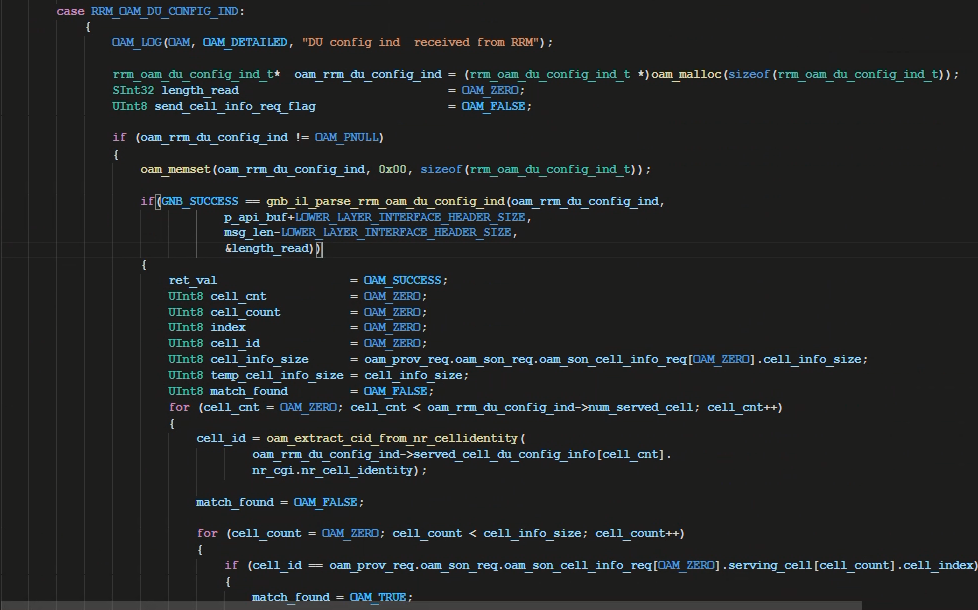 case RRM_OAM_DU_CONFIG_IND:
{
OAM_LOG(OAM, OAM_DETAILED, "DU config ind  received from RRM");
rrm_oam_du_config_ind_t*  oam_rrm_du_config_ind = (rrm_oam_du_config_ind_t *)oam_malloc(sizeof(rrm_oam_du_config_ind_t));
SInt32 length_read = OAM_ZERO;
UInt8 send_cell_info_req_flag = OAM_FALSE;
if (oam_rrm_du_config_ind != OAM_PNULL)
{
oam_memset(oam_rrm_du_config_ind, 0x00, sizeof(rrm_oam_du_config_ind_t));
if(GNB_SUCCESS == gnb_il_parse_rrm_oam_du_config_ind(oam_rrm_du_config_ind,
p_api_buf+LOWER_LAYER_INTERFACE_HEADER_SIZE,
msg_len-LOWER_LAYER_INTERFACE_HEADER_SIZE,
&length_read))
{
ret_val = OAM_SUCCESS;
UInt8 cell_cnt = OAM_ZERO;
UInt8 cell_count = OAM_ZERO;
UInt8 index = OAM_ZERO;
UInt8 cell_id = OAM_ZERO;
UInt8 cell_info_size = oam_prov_req.oam_son_req.oam_son_cell_info_req[OAM_ZERO].cell_info_size;
UInt8 temp_cell_info_size = cell_info_size;
UInt8 match_found = OAM_FALSE;
for (cell_cnt = OAM_ZERO; cell_cnt < oam_rrm_du_config_ind->num_served_cell; cell_cnt++)
{
cell_id = oam_extract_cid_from_nr_cellidentity(
oam_rrm_du_config_ind->served_cell_du_config_info[cell_cnt].
nr_cgi.nr_cell_identity);
match_found = OAM_FALSE;
for (cell_count = OAM_ZERO; cell_count < cell_info_size; cell_count++)
{
if (cell_id == oam_prov_req.oam_son_req.oam_son_cell_info_req[OAM_ZERO].serving_cell[cell_count].cell_index)
{
match_found = OAM_TRUE;